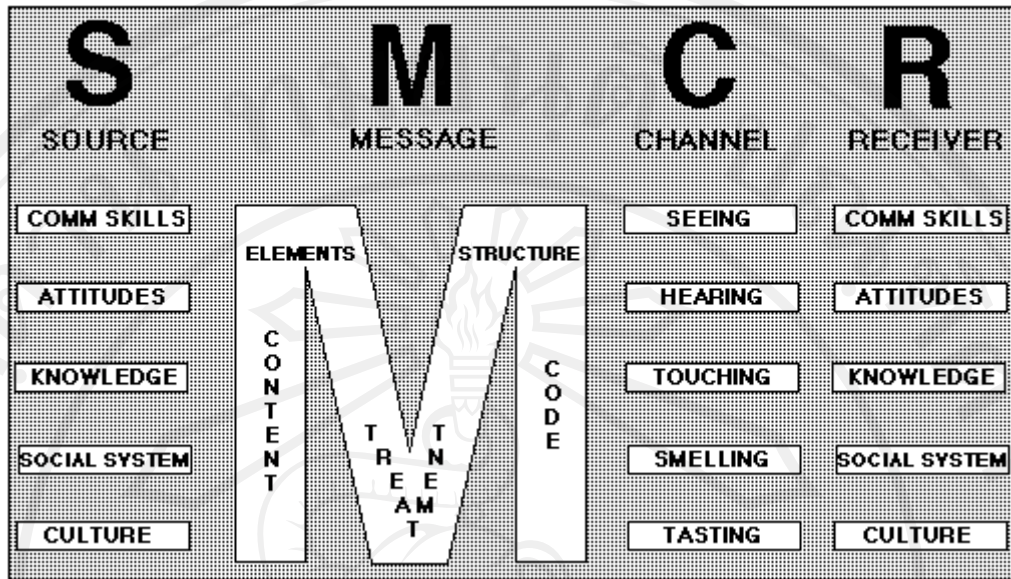 S M C R
SOURCE MESSAGE CHANNEL RECEIVER
COMM SKILLS
ATTITUDES
KNOWLEDGE
SOCIAL SYSTEM
CULTURE
ELEMENTS
STRUCTURE
CONTENT
TREATMENT
CODE
SEEING
HEARING
TOUCHING
SMELLING
TASTING
COMM SKILLS
ATTITUDES
KNOWLEDGE
SOCIAL SYSTEM
CULTURE